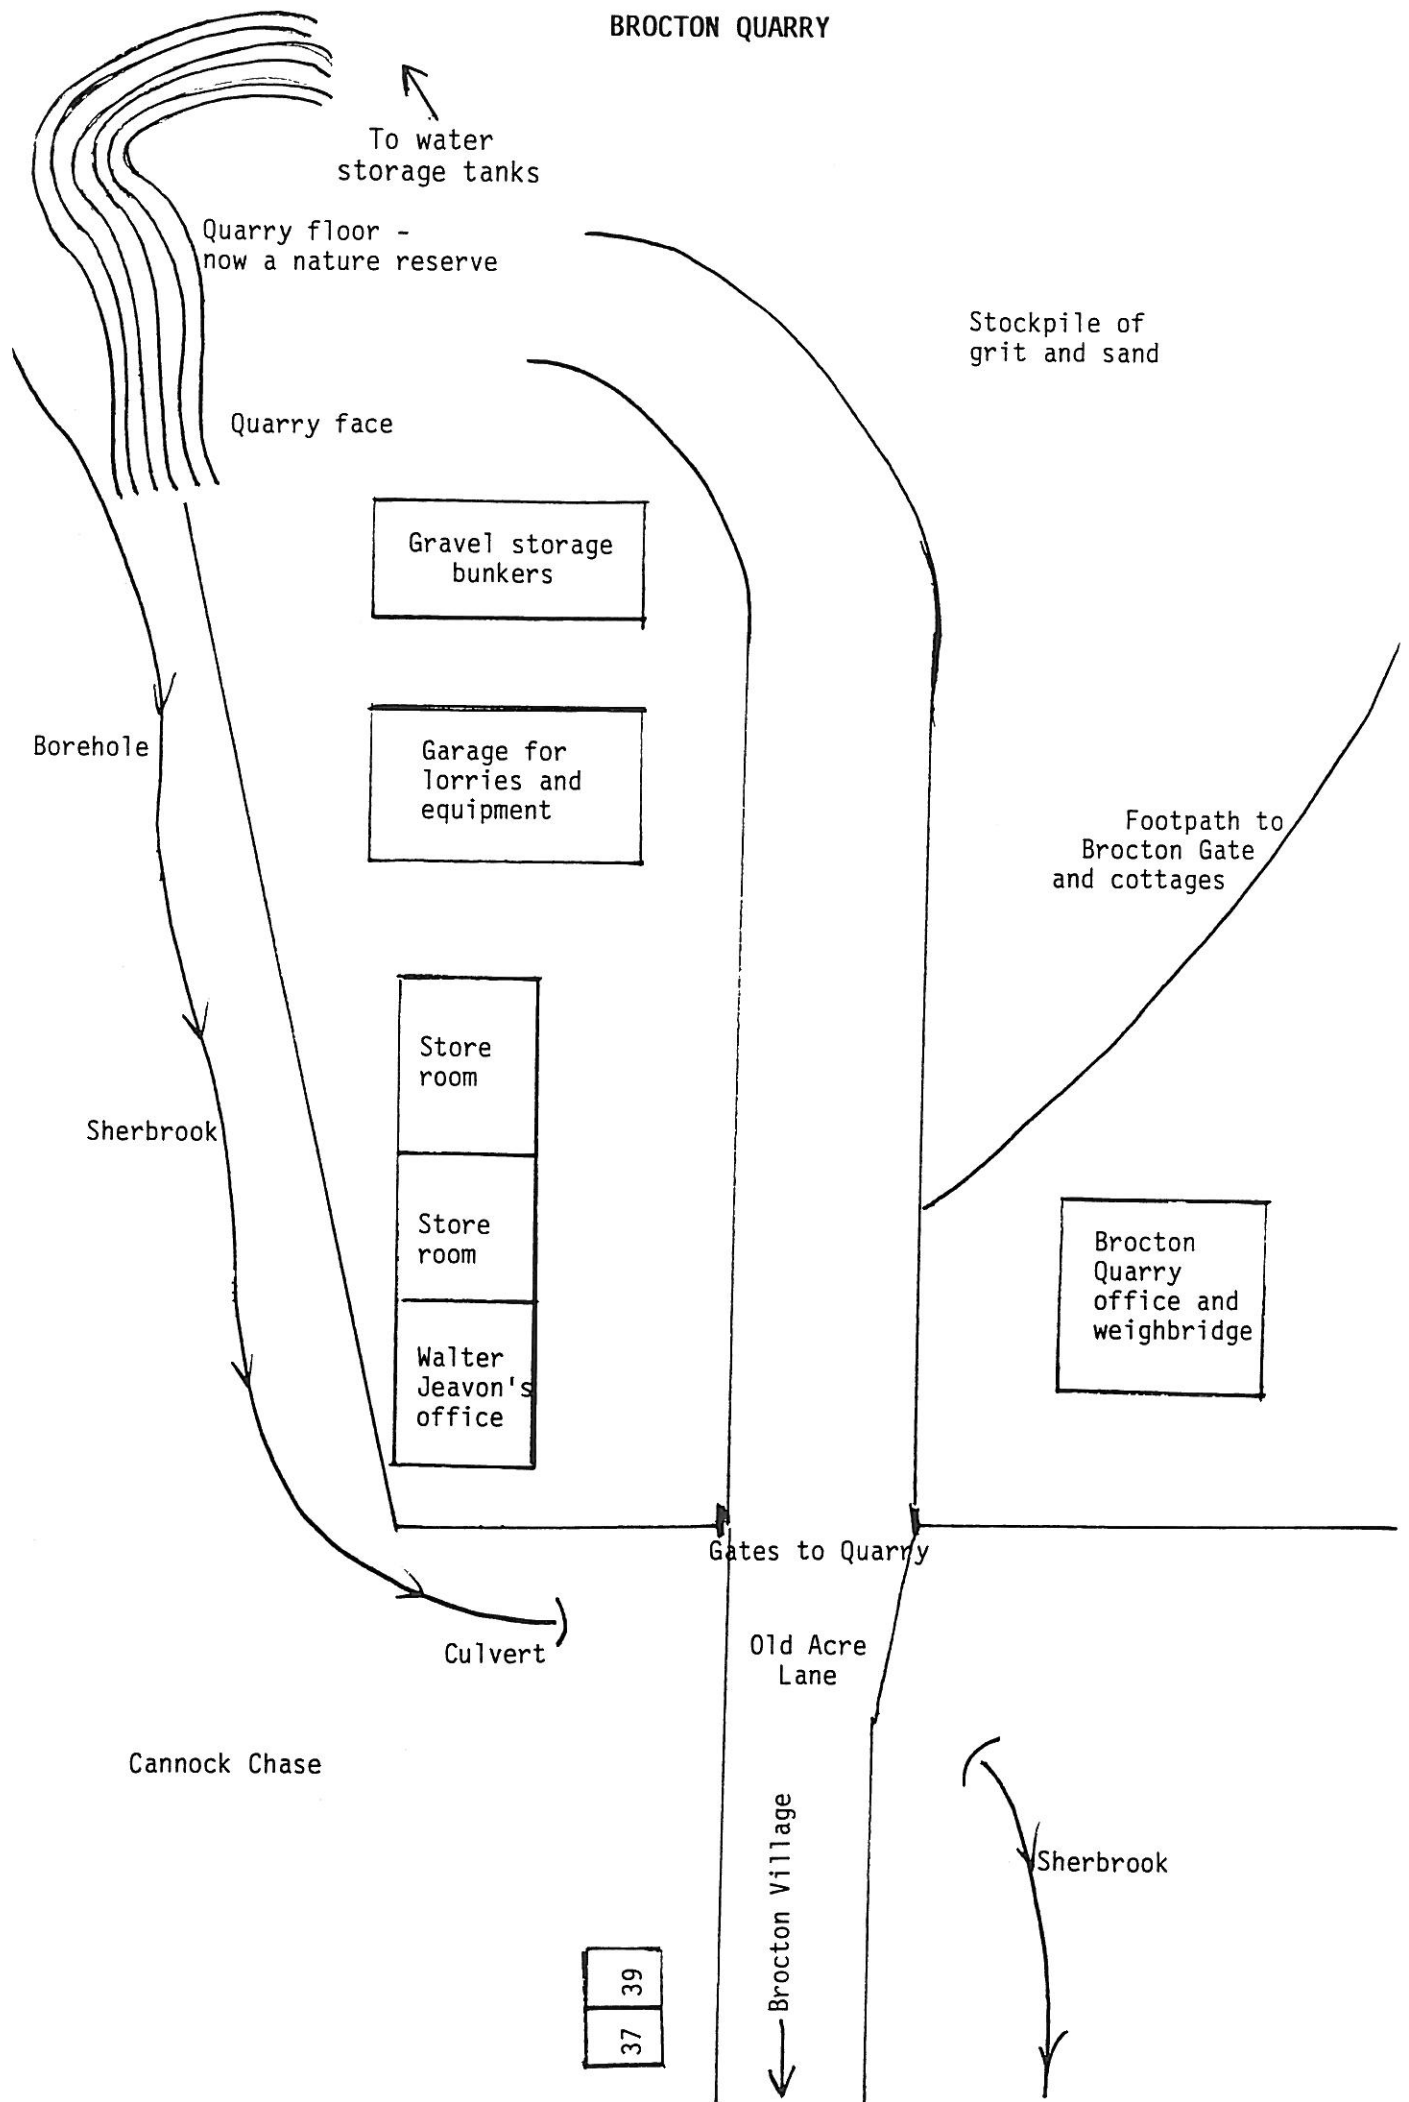 BROCTON QUARRY
To water
storage tanks
Quarry floor -
now a nature reserve
Stockpile of
grit and sand
Quarry face
Gravel storage
bunkers
Borehole
Garage for
lorries and
equipment
Footpath to
Brocton Gate
and cottages
Store
room
Sherbrook
Store
room
Brocton
Quarry
office and
weighbridge
Walter
Jeavon's
office
Gates to Quarry
Culvert
Old Acre
Lane
Cannock Chase
Brocton Village
Sherbrook
39
37